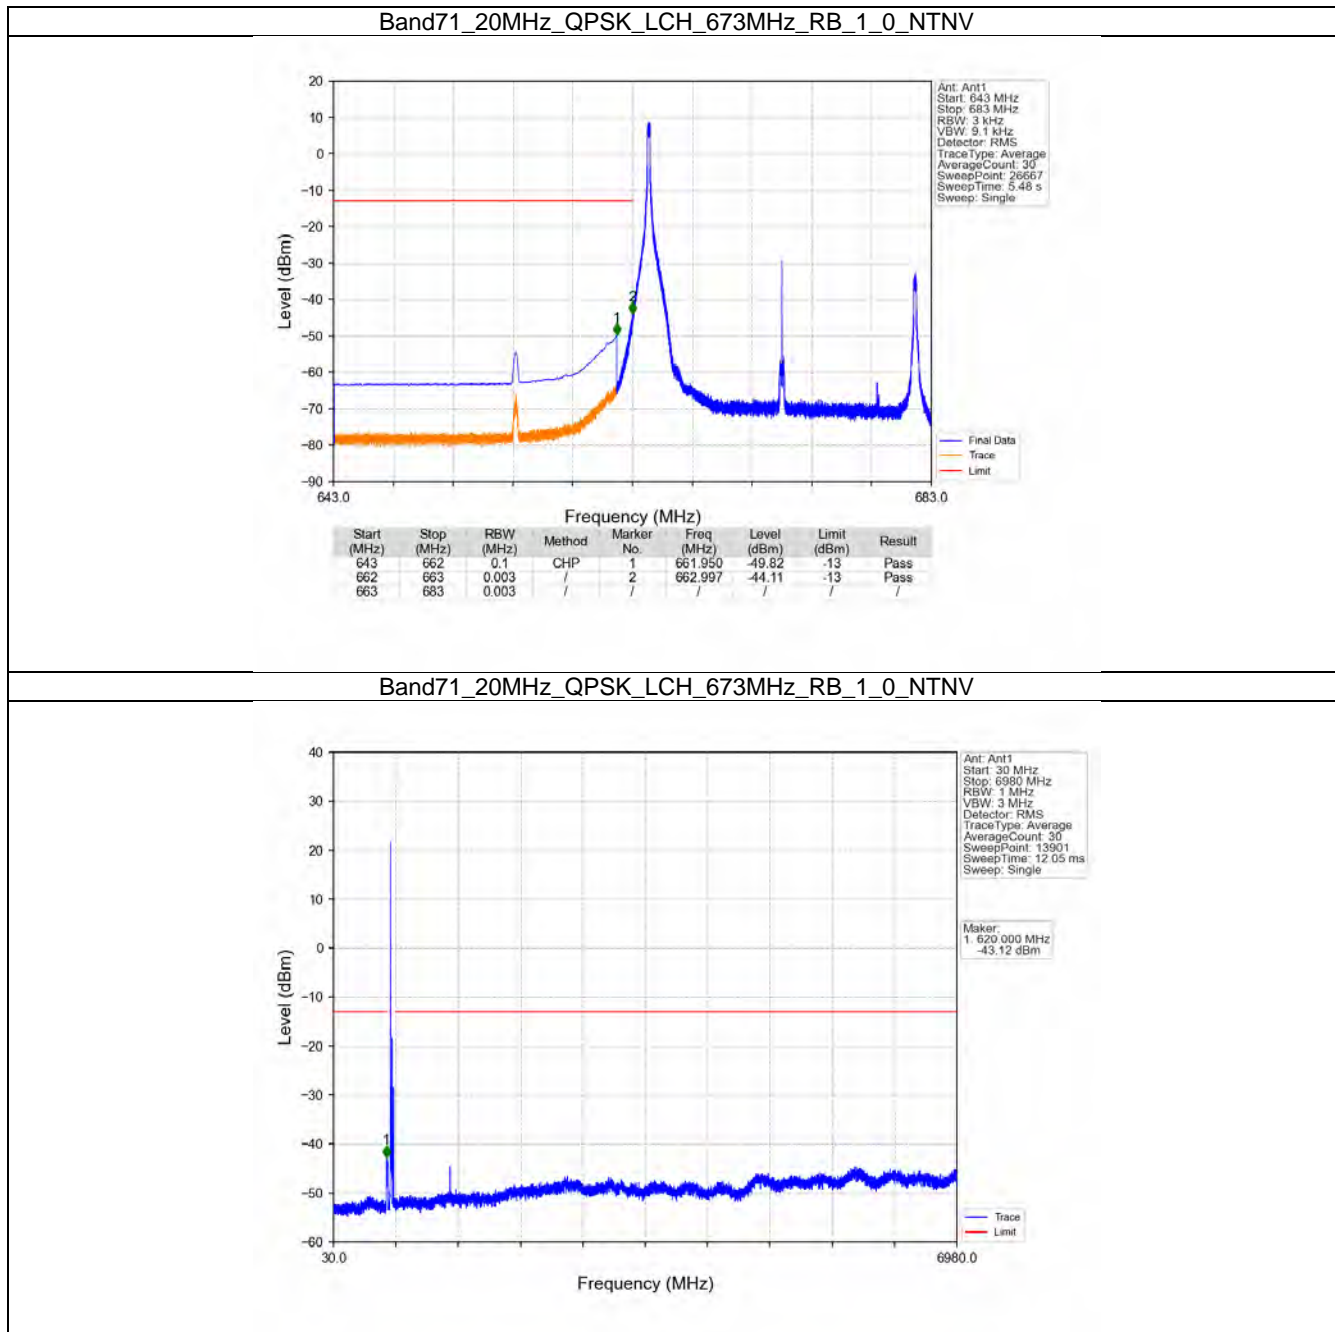 Band71_20MHz_QPSK_LCH_673MHz_RB_1_0_NTNV
Ant: Ant1
Start: 643 MHz
Stop: 683 MHz
RBW: 3 kHz
VBW: 9.1 kHz
Detector: RMS
TraceType: Average
AverageCount: 30
SweepPoint: 26667
SweepTime: 5.48 s
Sweep: Single
20
10
0
−10
−20
−30
−40
−50
−60
−70
−80
−90
Level (dBm)
1
2
Final Data
Trace
Limit
643.0 683.0
Frequency (MHz)
Start (MHz) Stop (MHz) RBW (MHz) Method Marker No. Freq (MHz) Level (dBm) Limit (dBm) Result
643 662 0.1 CHP 1 661.950 -49.82 -13 Pass
662 663 0.003 / 2 662.997 -44.11 -13 Pass
663 683 0.003 / / / / / /
Band71_20MHz_QPSK_LCH_673MHz_RB_1_0_NTNV
Ant: Ant1
Start: 30 MHz
Stop: 6980 MHz
RBW: 1 MHz
VBW: 3 MHz
Detector: RMS
TraceType: Average
AverageCount: 30
SweepPoint: 13901
SweepTime: 12.05 ms
Sweep: Single
Maker:
1. 620.000 MHz
-43.12 dBm
40
30
20
10
0
−10
−20
−30
−40
−50
−60
Level (dBm)
1
Trace
Limit
30.0 6980.0
Frequency (MHz)